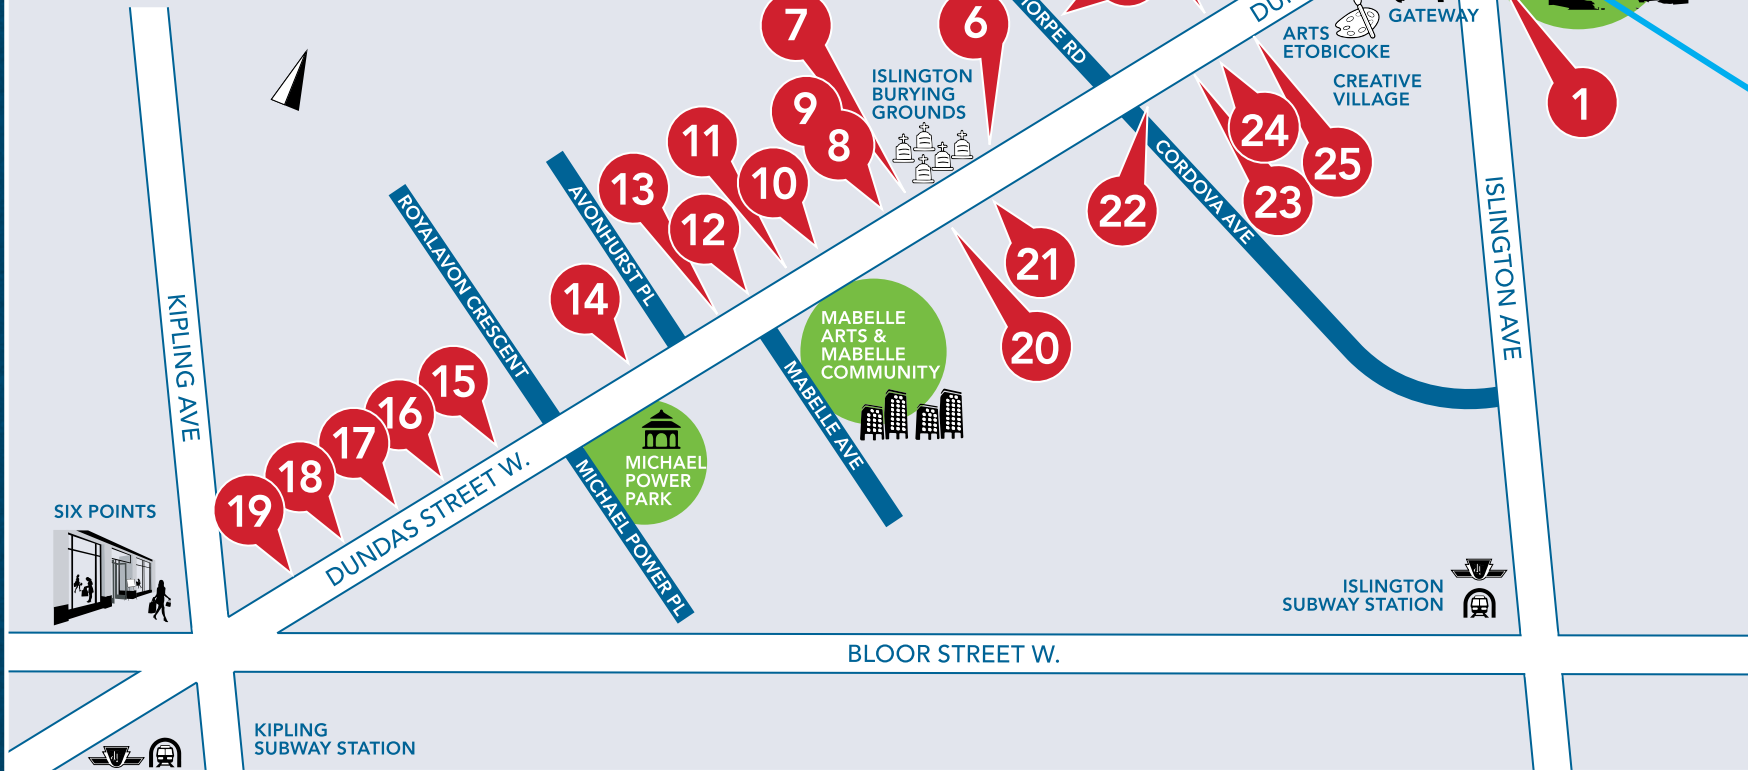 7
6
ORPE RD
DU
ARTS
ETOBICOKE
GATEWAY
CREATIVE
VILLAGE
1
ISLINGTON
BURYING
GROUNDS
9
8
11
10
13
12
14
24
25
23
22
21
20
CORDOVA AVE
ISLINGTON AVE
AVONHURST PL
ROYALAVON CRESCENT
KIPLING AVE
MABELLE
ARTS &
MABELLE
COMMUNITY
MABELLE AVE
15
16
17
18
19
MICHAEL
POWER
PARK
MICHAEL POWER PL
DUNDAS STREET W.
SIX POINTS
ISLINGTON
SUBWAY STATION
BLOOR STREET W.
KIPLING
SUBWAY STATION